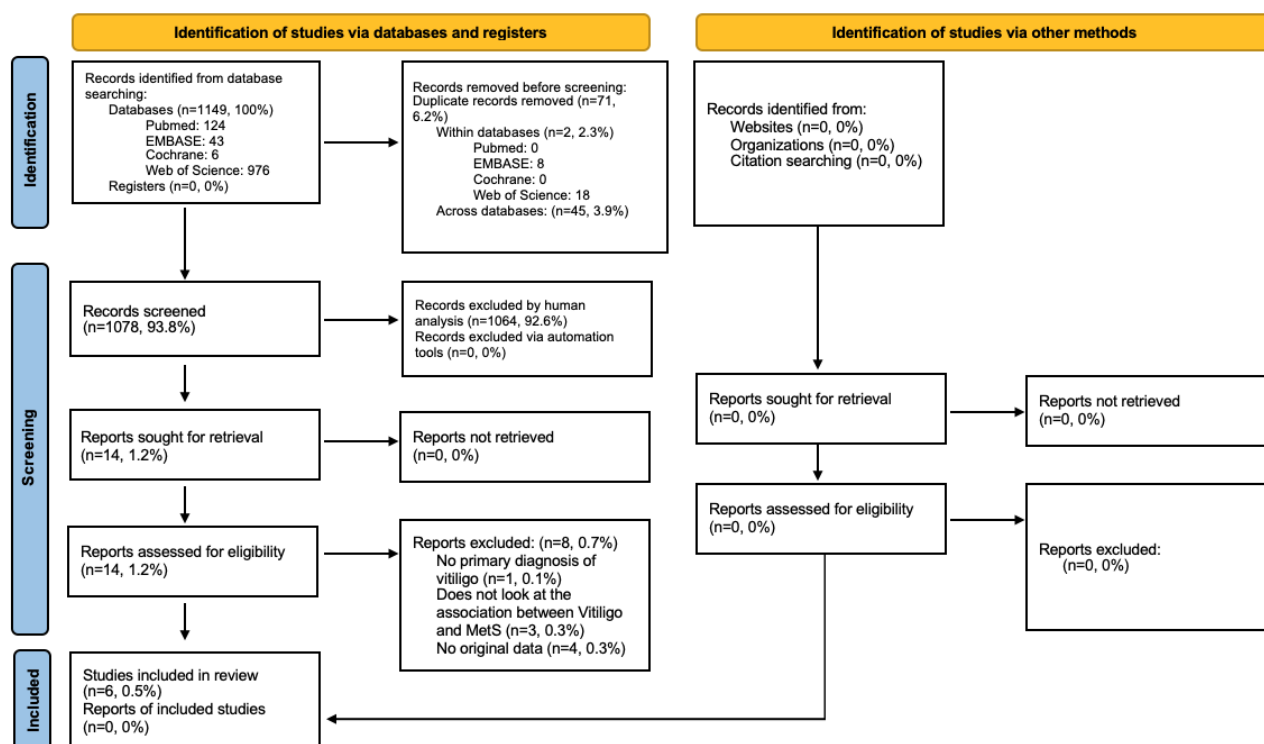 Identification of studies via databases and registers
Identification of studies via other methods
Identification
Records identified from database
searching:
Databases (n=1149, 100%)
Pubmed: 124
EMBASE: 43
Cochrane: 6
Web of Science: 976
Registers (n=0, 0%)
Records removed before screening:
Duplicate records removed (n=71,
6.2%)
Within databases (n=2, 2.3%)
Pubmed: 0
EMBASE: 8
Cochrane: 0
Web of Science: 18
Across databases: (n=45, 3.9%)
Records identified from:
Websites (n=0, 0%)
Organizations (n=0, 0%)
Citation searching (n=0, 0%)
Screening
Records screened
(n=1078, 93.8%)
Records excluded by human
analysis (n=1064, 92.6%)
Records excluded via automation
tools (n=0, 0%)
Reports sought for retrieval
(n=14, 1.2%)
Reports not retrieved
(n=0, 0%)
Reports sought for retrieval
(n=0, 0%)
Reports not retrieved
(n=0, 0%)
Reports assessed for eligibility
(n=14, 1.2%)
Reports excluded: (n=8, 0.7%)
No primary diagnosis of
vitiligo (n=1, 0.1%)
Does not look at the
association between Vitiligo
and MetS (n=3, 0.3%)
No original data (n=4, 0.3%)
Reports assessed for eligibility
(n=0, 0%)
Reports excluded:
(n=0, 0%)
Included
Studies included in review
(n=6, 0.5%)
Reports of included studies
(n=0, 0%)